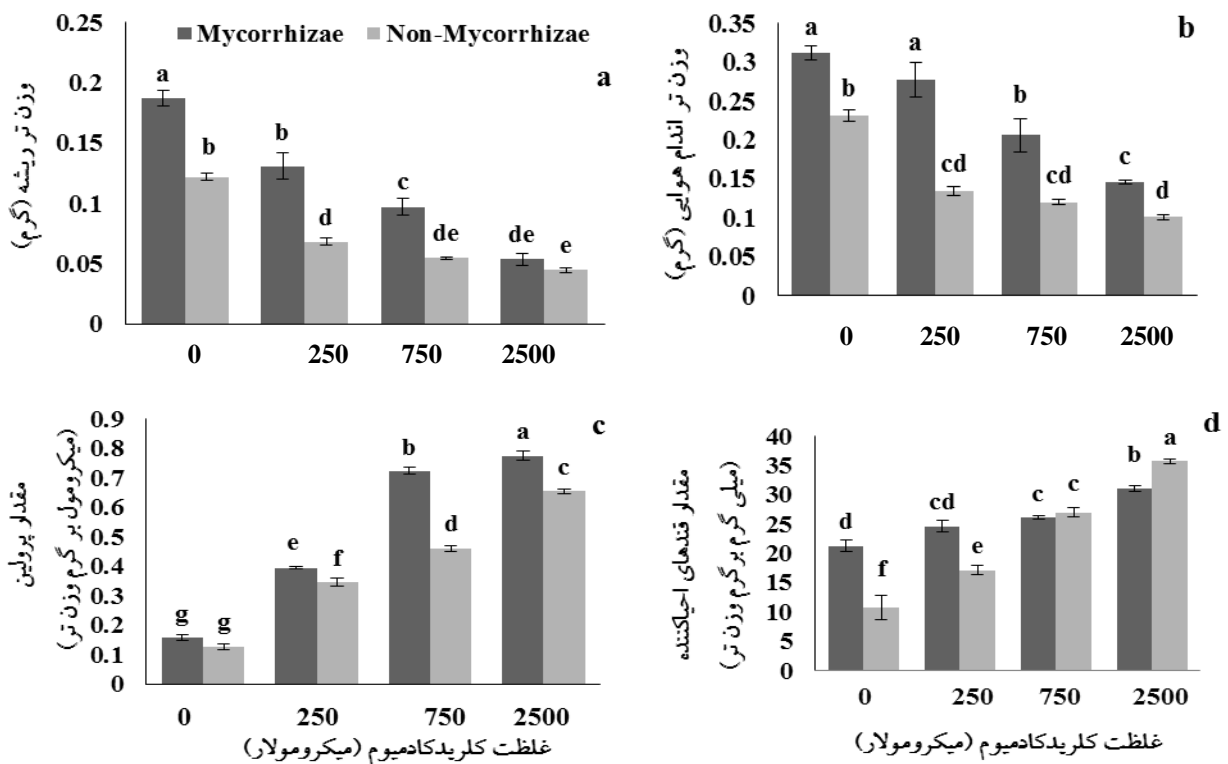 0.25
0.2
0.15
0.1
0.05
0
وزن تر ریشه (گرم)
Mycorrhizae Non-Mycorrhizae
a
a
b
b
d
c
de
de
e
0 250 750 2500
0.35
0.3
0.25
0.2
0.15
0.1
0.05
0
وزن تر اندام هوایی (گرم)
b
a
b
a
cd
b
cd
c
d
0 250 750 2500
0.9
0.8
0.7
0.6
0.5
0.4
0.3
0.2
0.1
0
مقدار پرولین
(میکرومول بر گرم وزن تر)
c
g
g
e
f
b
d
a
c
0 250 750 2500
غلظت کلریدکادمیوم (میکرومولار)
40
35
30
25
20
15
10
5
0
مقدار قندهای احیاکننده
(میلی گرم برگرم وزن تر)
d
d
f
cd
e
c
c
b
a
0 250 750 2500
غلظت کلریدکادمیوم (میکرومولار)